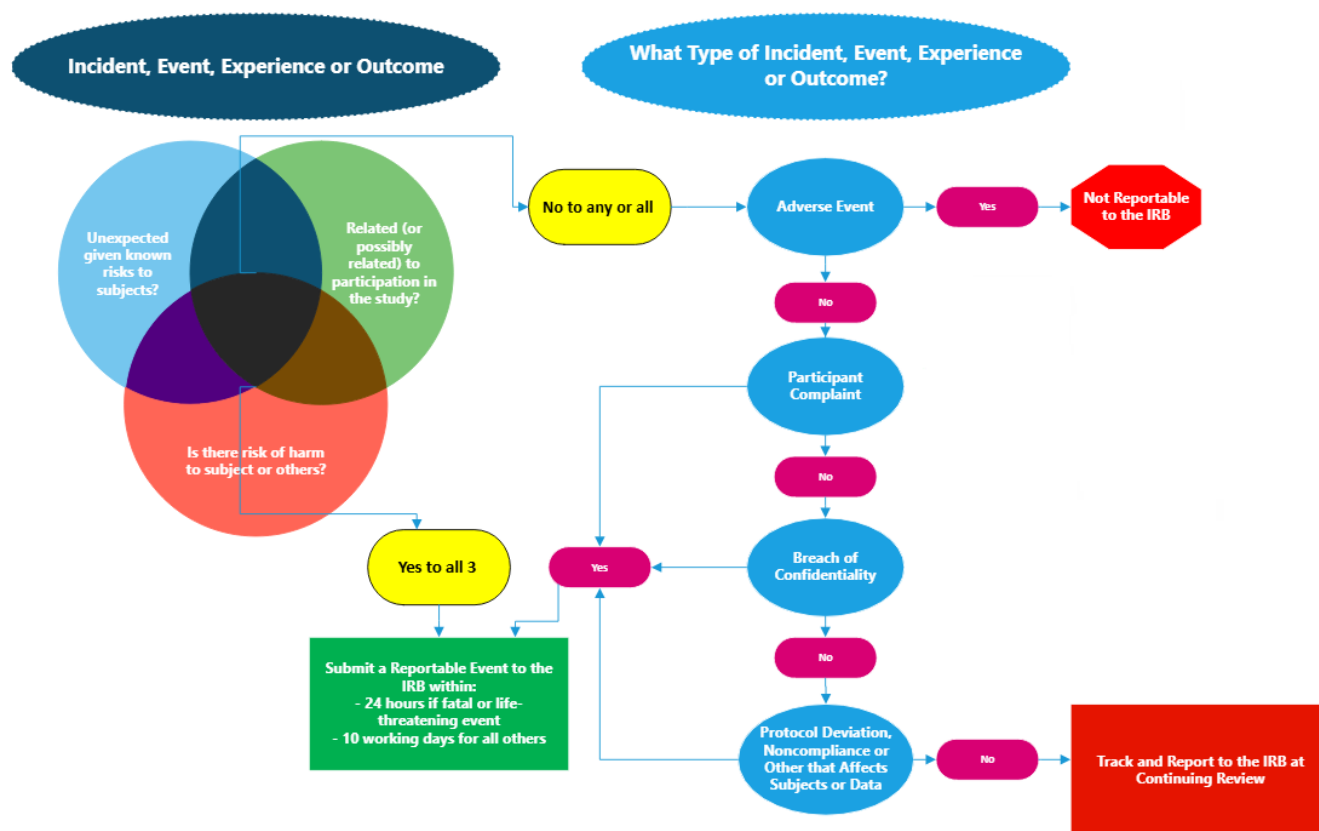 Incident, Event, Experience or Outcome
What Type of Incident, Event, Experience
or Outcome?
Unexpected
given known
risks to
subjects?
Related (or
possibly
related) to
participation in
the study?
Is there risk of harm
to subject or others?
No to any or all
Adverse Event
Yes
Not Reportable
to the IRB
No
Participant
Complaint
No
Breach of
Confidentiality
Yes
Yes to all 3
No
Submit a Reportable Event to the
IRB within:
- 24 hours if fatal or life-
threatening event
- 10 working days for all others
Protocol Deviation,
Noncompliance or
Other that Affects
Subjects or Data
No
Track and Report to the IRB at
Continuing Review